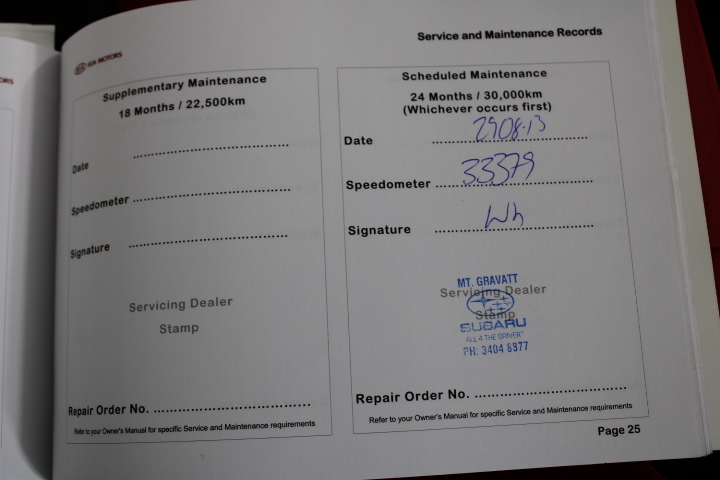 Service and Maintenance Records
KIA MOTORS
Supplementary Maintenance
18 Months / 22,500km
Date ........................................
Speedometer ........................................
Signature ........................................
Servicing Dealer
Stamp
Repair Order No. ........................................
Refer to your Owner's Manual for specific Service and Maintenance requirements
Scheduled Maintenance
24 Months / 30,000km
(Whichever occurs first)
Date 29.08.13
Speedometer 33379
Signature
Servicing Dealer
Stamp
MT. GRAVATT
SUBARU
ALL 4 THE DRIVER
PH: 3404 8377
Repair Order No. ........................................
Refer to your Owner's Manual for specific Service and Maintenance requirements
Page 25